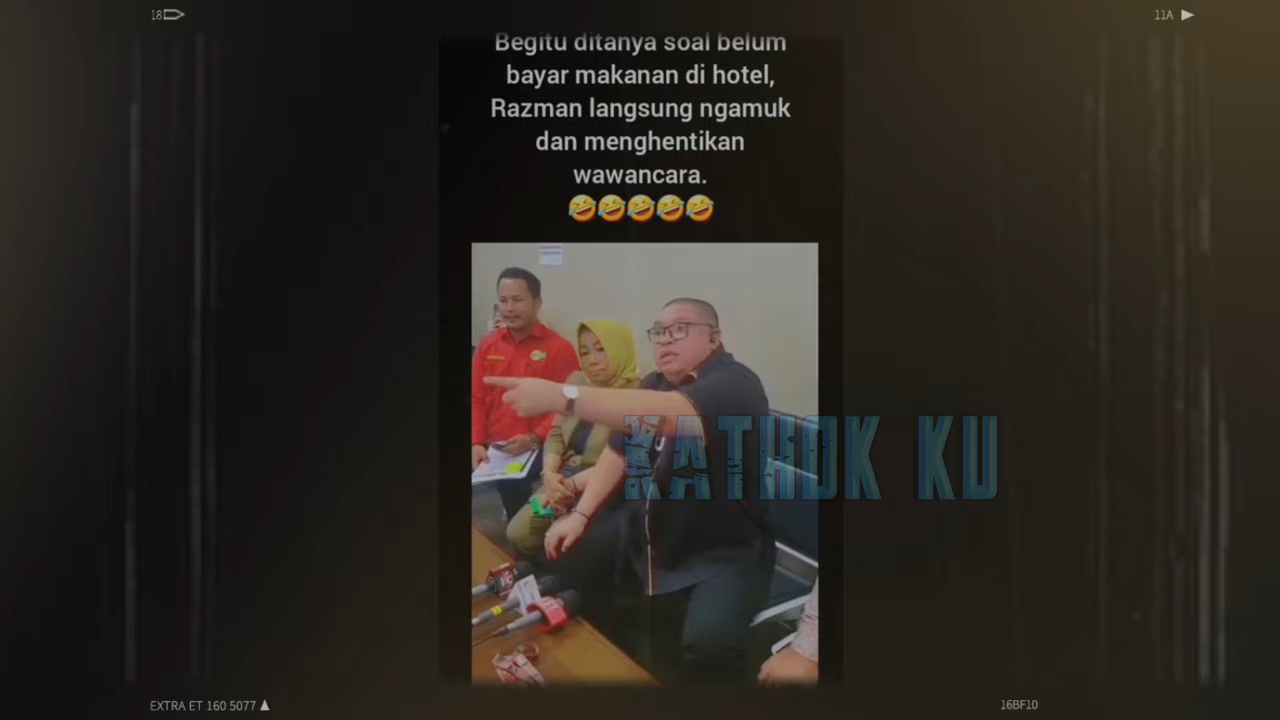 18
11A
Begitu ditanya soal belum
bayar makanan di hotel,
Razman langsung ngamuk
dan menghentikan
wawancara.
🤣🤣🤣🤣🤣
KATHOK KU
EXTRA ET 160 5077
16BF10